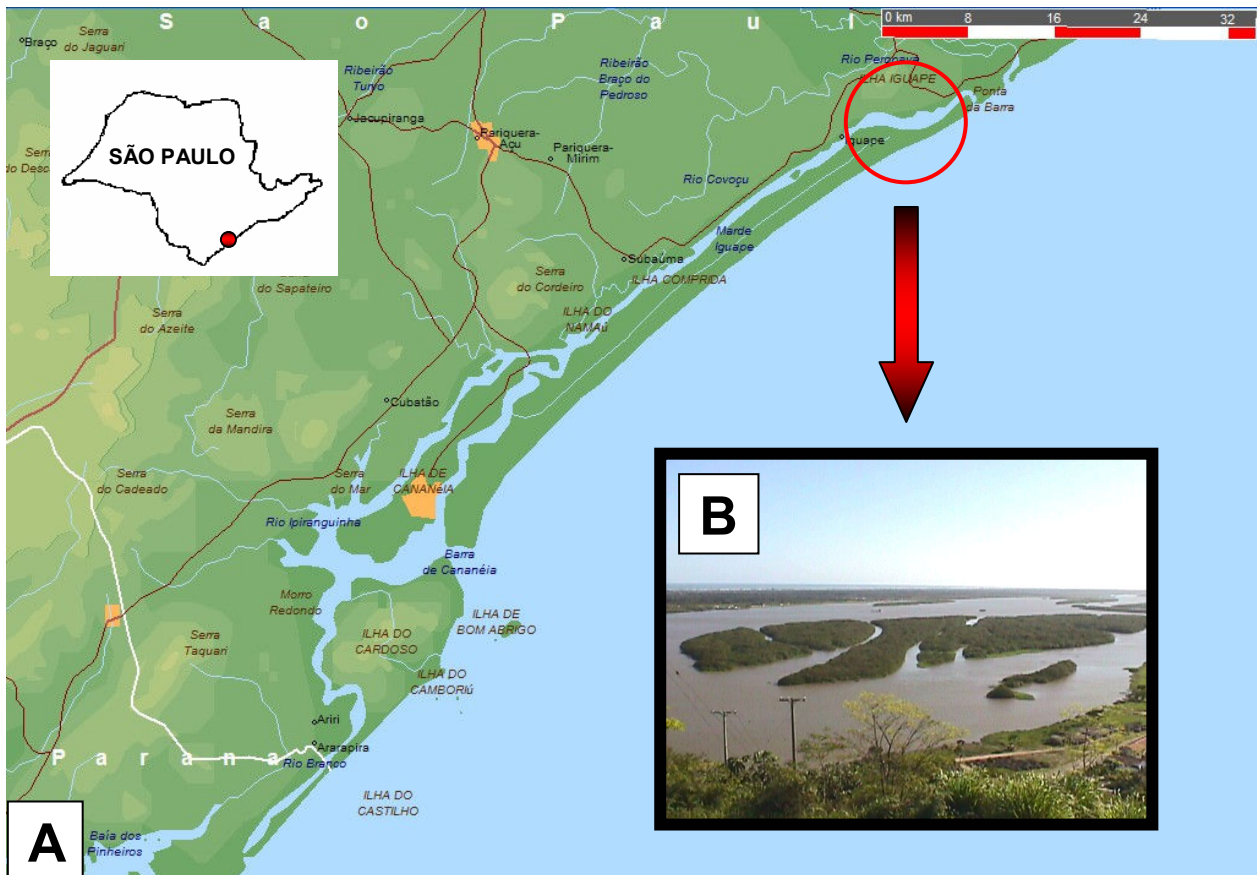 S a o P a u l
0 km 8 16 24 32
Braço
Serra
do Jaguari
Ribeirão
Turvo
Ribeirão
Braço do
Pedroso
ILHA IGUAPE
Ponta
da Barra
Jacupiranga
Pariquera-
Açu
Pariquera-
Mirim
Iguape
SÃO PAULO
Rio Covoçu
Marde
Iguape
Subaúma
ILHA COMPRIDA
do Sapateiro
Serra
do Cordeiro
Serra
do Azeite
ILHA DO
NAMAú
Cubatão
Serra
da Mandira
Serra
do Cadeado
Serra
do Mar
ILHA DE
CANANéIA
Rio Ipiranguinha
B
Barra
de Cananéia
Morro
Redondo
ILHA DE
BOM ABRIGO
Serra
Taquari
ILHA DO
CARDOSO
ILHA DO
CAMBORIú
Ariri
Ararapira
P a r a n a
Rio Branco
ILHA DO
CASTILHO
A
Baía dos
Pinheiros